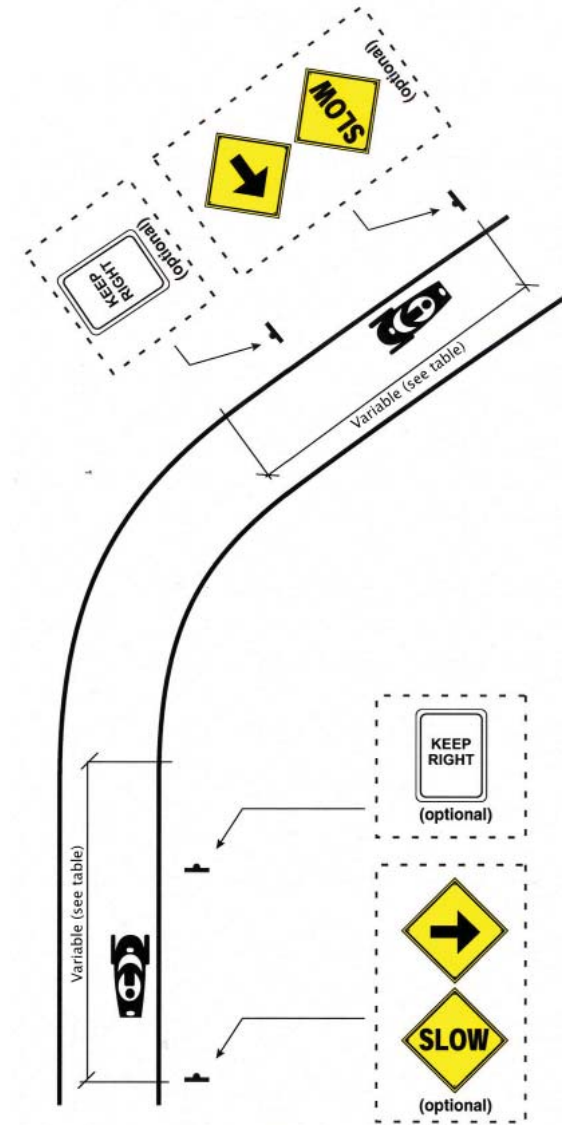 SLOW
(optional)
KEEP
RIGHT
(optional)
Variable (see table)
KEEP
RIGHT
(optional)
Variable (see table)
SLOW
(optional)